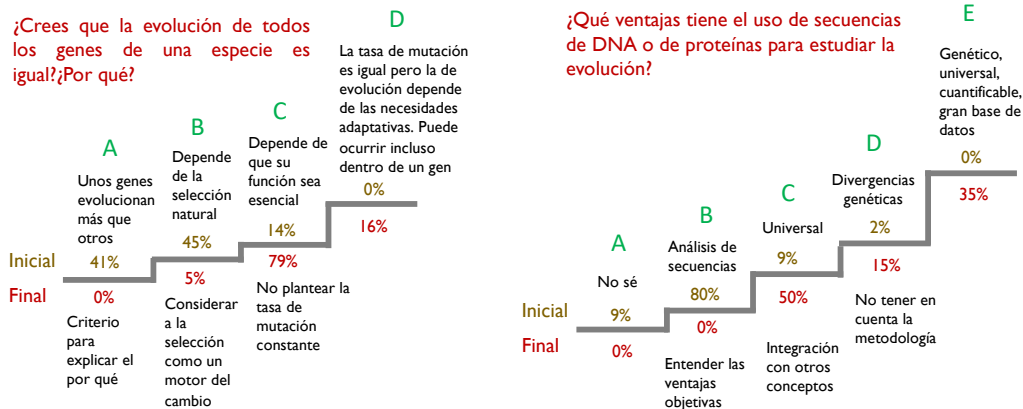 ¿Crees que la evolución de todos
los genes de una especie es
igual?¿Por qué?
A
Unos genes
evolucionan
más que
otros
B
Depende
de la
selección
natural
C
Depende de
que su
función sea
esencial
D
La tasa de mutación
es igual pero la de
evolución depende
de las necesidades
adaptativas. Puede
ocurrir incluso
dentro de un gen
Inicial
41%
45%
14%
0%
Final
0%
5%
79%
16%
Criterio
para
explicar el
por qué
Considerar
a la
selección
como un
motor del
cambio
No plantear la
tasa de
mutación
constante
¿Qué ventajas tiene el uso de secuencias
de DNA o de proteínas para estudiar la
evolución?
A
No sé
B
Análisis de
secuencias
C
Universal
D
Divergencias
genéticas
E
Genético,
universal,
cuantificable,
gran base de
datos
Inicial
9%
80%
9%
2%
0%
Final
0%
0%
50%
15%
35%
Entender las
ventajas
objetivas
Integración
con otros
conceptos
No tener en
cuenta la
metodología